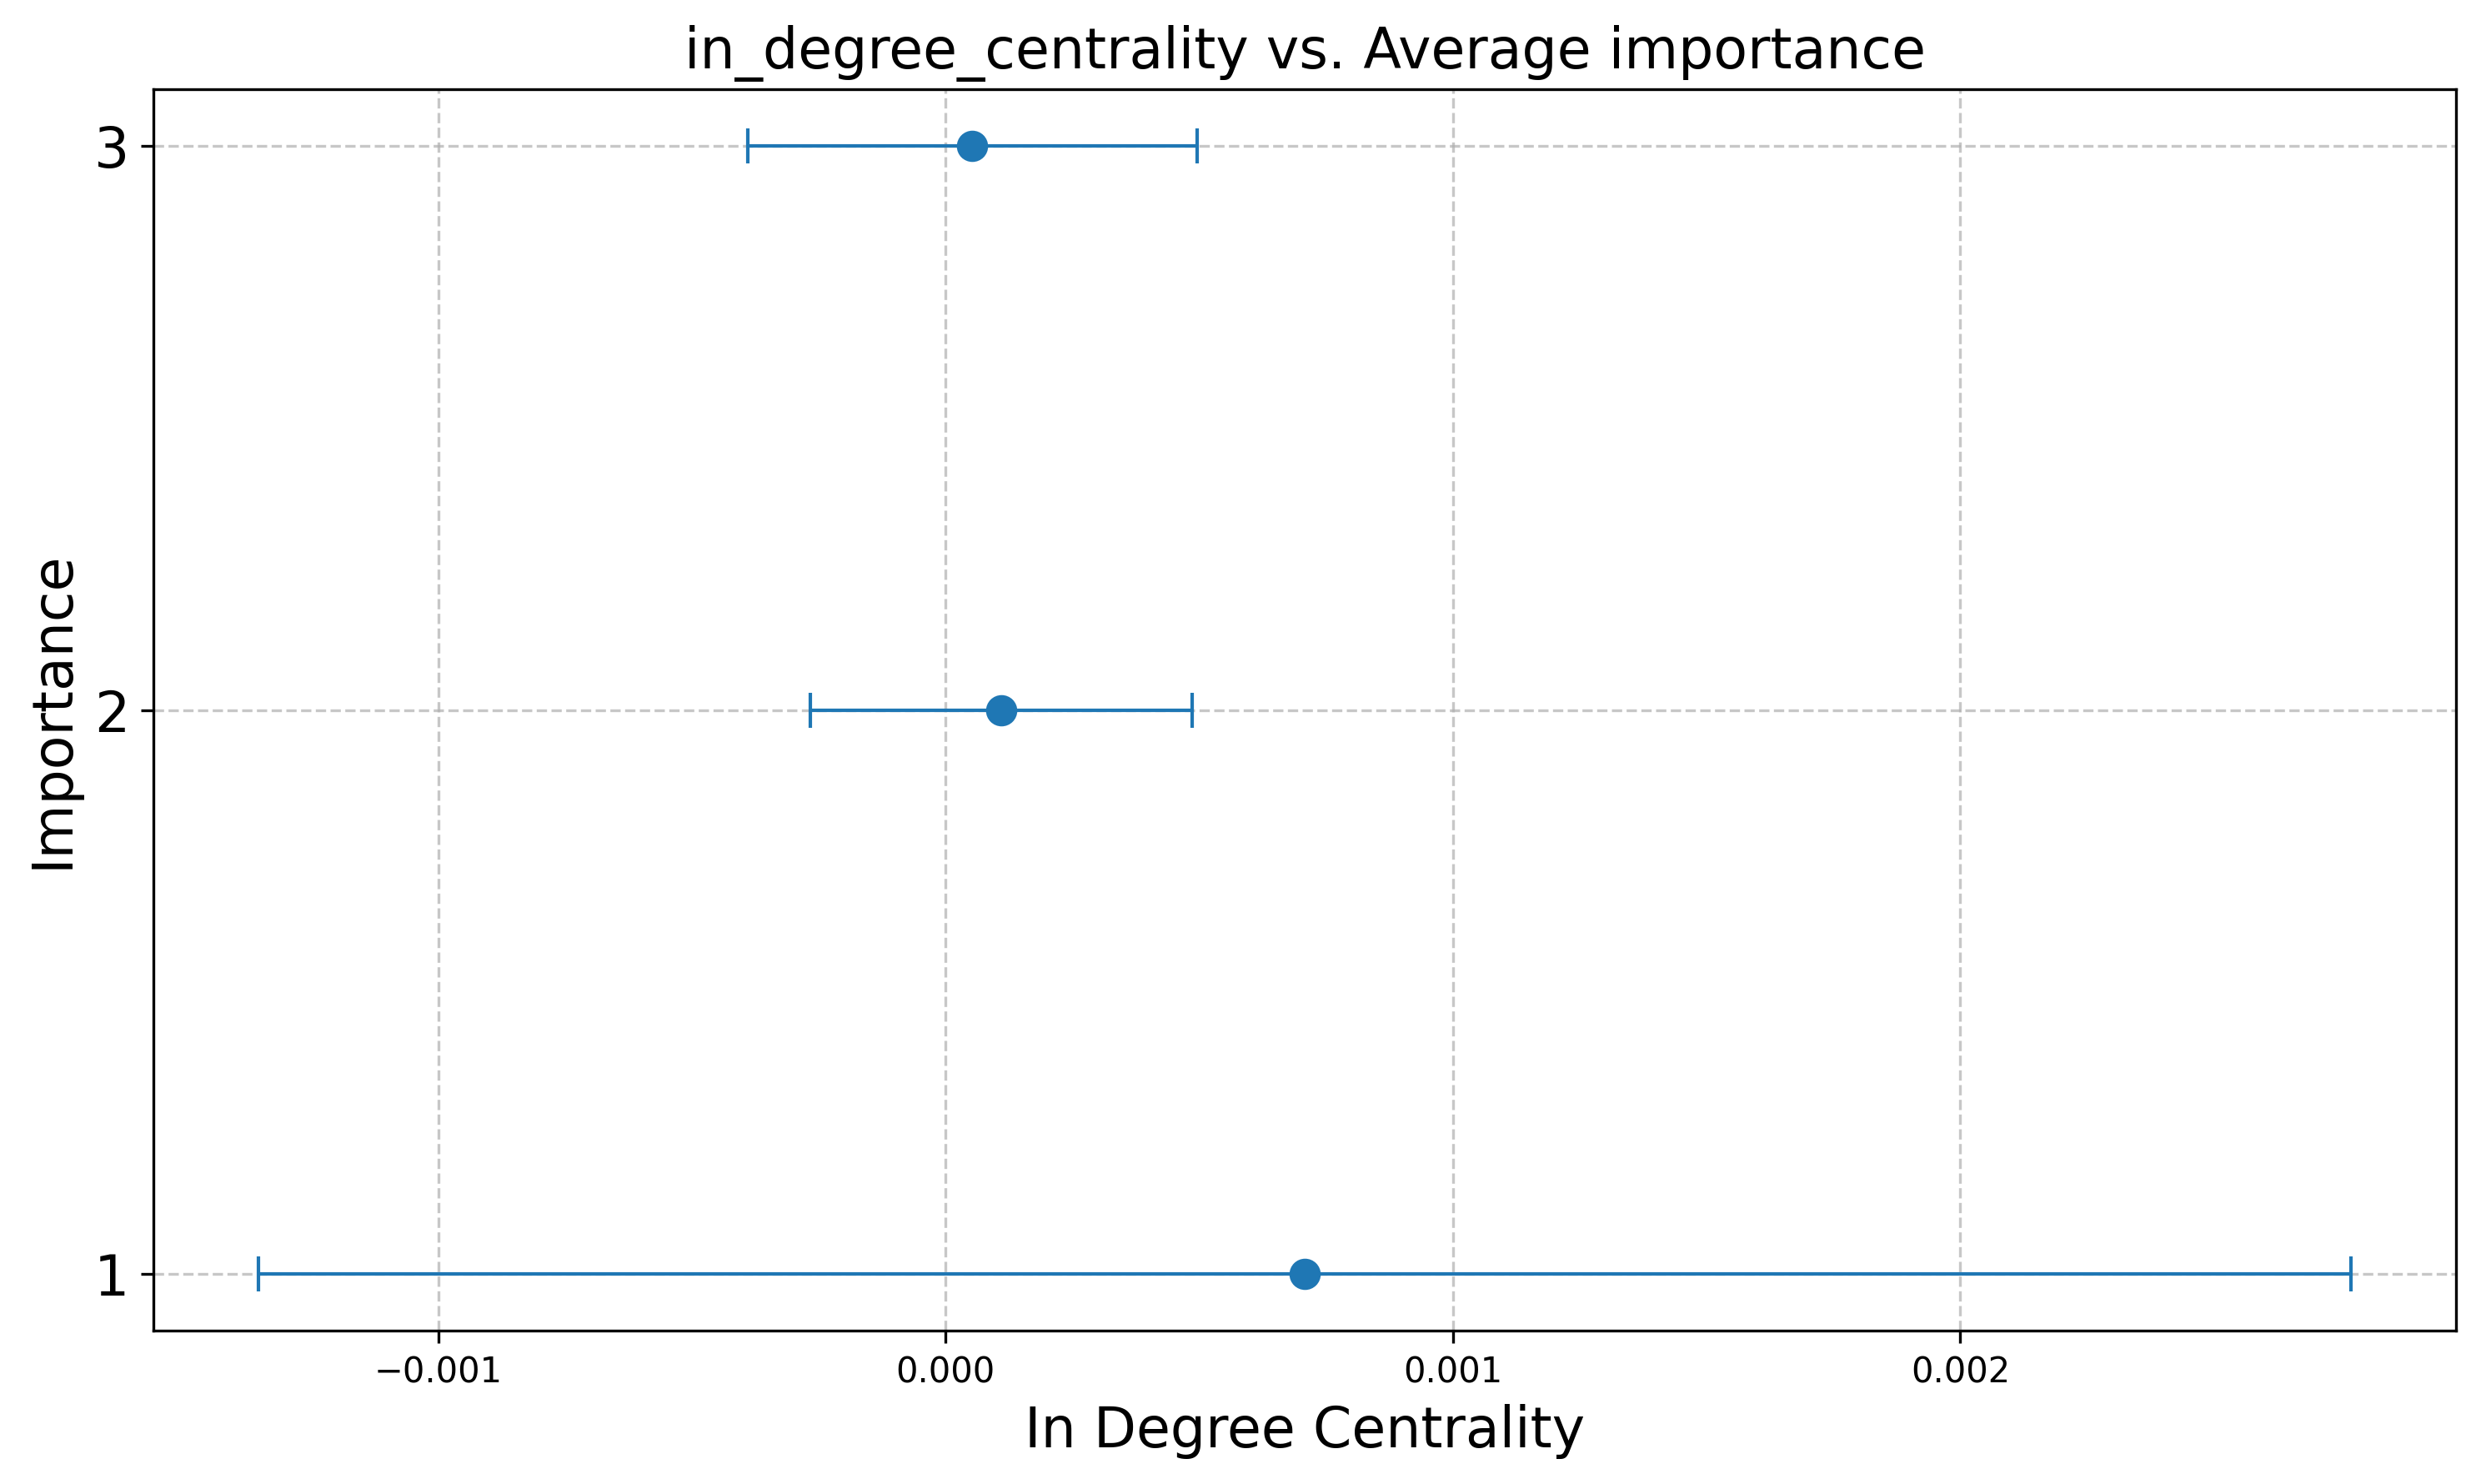 in_degree_centrality vs. Average importance
3
2
1
Importance
−0.001
0.000
0.001
0.002
In Degree Centrality